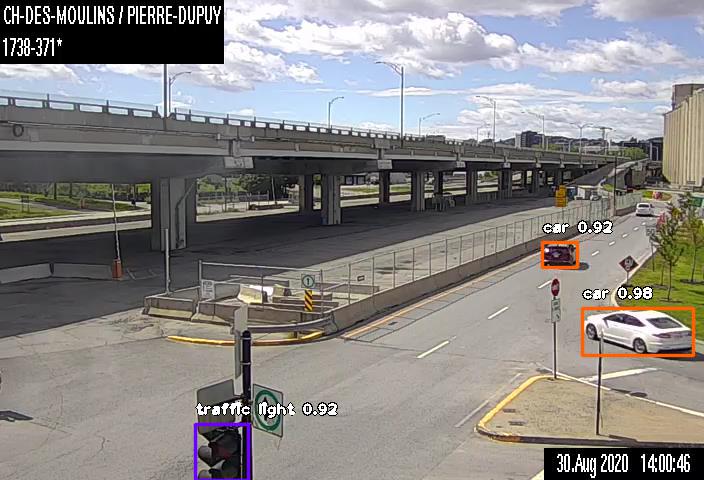 CH-DES-MOULINS / PIERRE-DUPUY
1738-371*
car 0.92
car 0.98
traffic light 0.92
30.Aug 2020 14:00:46